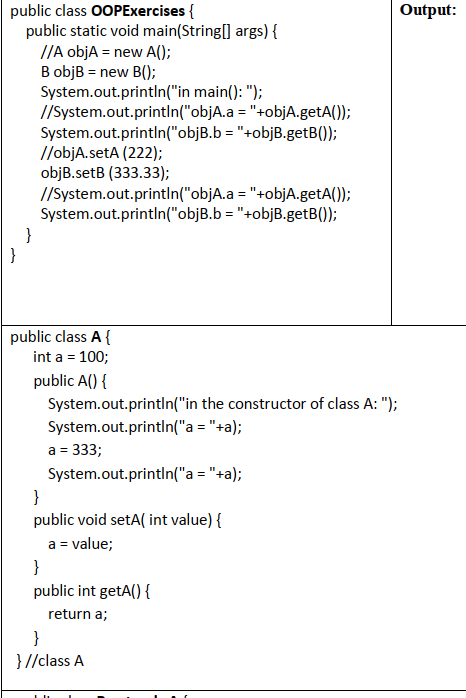 public class OOPExercises {
Output:
public static void main(String[] args) {
//A objA = new A();
B objB = new B();
System.out.println("in main(): ");
//System.out.println("objA.a = "+objA.getA());
System.out.println("objB.b = "+objB.getB());
//objA.setA (222);
objB.setB (333.33);
//System.out.println("objA.a = "+objA.getA());
System.out.println("objB.b = "+objB.getB());
}
}
public class A {
int a = 100;
public A() {
System.out.println("in the constructor of class A: ");
System.out.println("a = "+a);
a = 333;
System.out.println("a = "+a);
}
public void setA( int value) {
a = value;
}
public int getA() {
return a;
}
} //class A